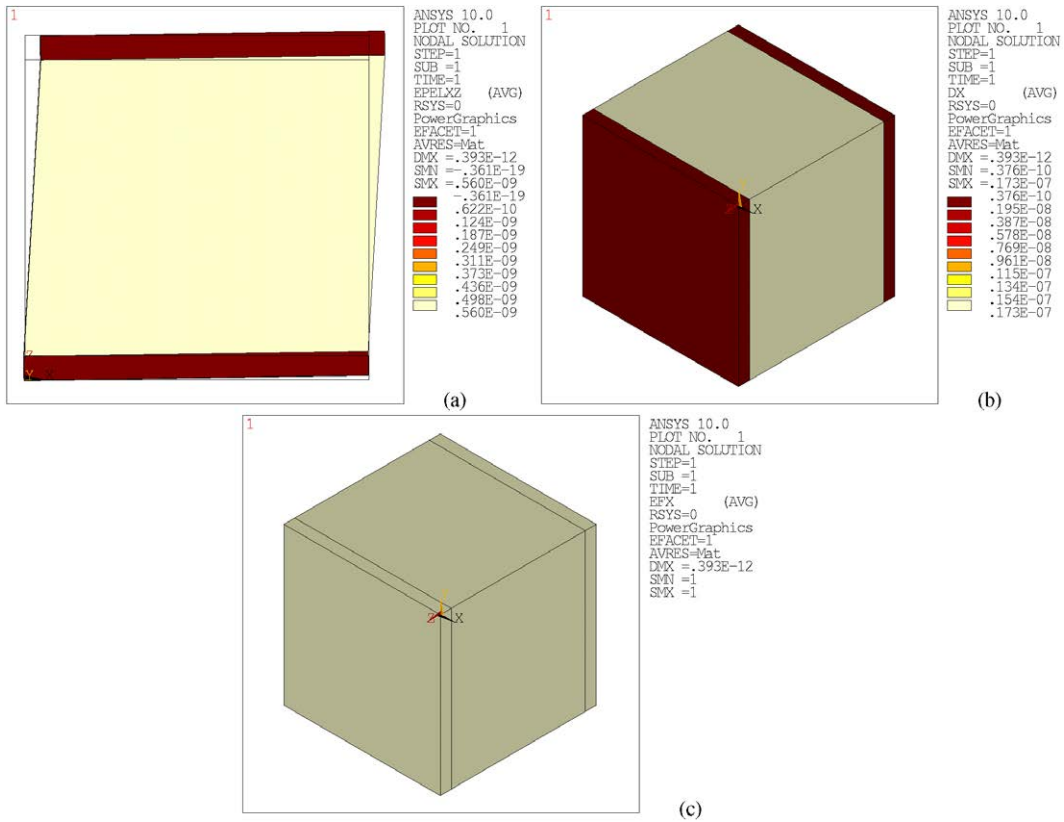 1
ANSYS 10.0
PLOT NO. 1
NODAL SOLUTION
STEP=1
SUB =1
TIME=1
EPELXZ (AVG)
RSYS=0
PowerGraphics
EFACET=1
AVRES=Mat
DMX =.393E-12
SMN =-.361E-19
SMX =.560E-09
-.361E-19
.622E-10
.124E-09
.187E-09
.249E-09
.311E-09
.373E-09
.436E-09
.498E-09
.560E-09
Z
Y X
(a)
1
ANSYS 10.0
PLOT NO. 1
NODAL SOLUTION
STEP=1
SUB =1
TIME=1
DX (AVG)
RSYS=0
PowerGraphics
EFACET=1
AVRES=Mat
DMX =.393E-12
SMN =.376E-10
SMX =.173E-07
.376E-10
.195E-08
.387E-08
.578E-08
.769E-08
.961E-08
.115E-07
.134E-07
.154E-07
.173E-07
Z X
(b)
1
ANSYS 10.0
PLOT NO. 1
NODAL SOLUTION
STEP=1
SUB =1
TIME=1
EFX (AVG)
RSYS=0
PowerGraphics
EFACET=1
AVRES=Mat
DMX =.393E-12
SMN =1
SMX =1
Z X
(c)